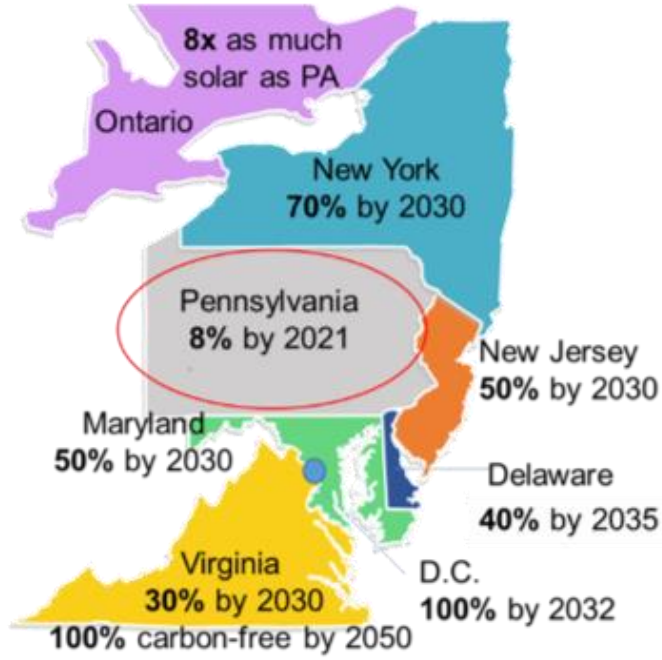 8x as much
solar as PA
Ontario
New York
70% by 2030
Pennsylvania
8% by 2021
New Jersey
50% by 2030
Maryland
50% by 2030
Delaware
40% by 2035
Virginia
30% by 2030
100% carbon-free by 2050
D.C.
100% by 2032